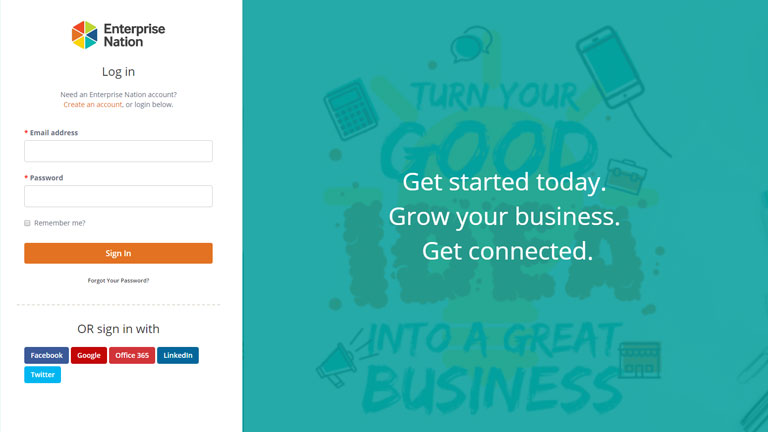 Enterprise
Nation
Log in
Need an Enterprise Nation account?
Create an account, or login below.
* Email address
* Password
Remember me?
Sign In
Forgot Your Password?
OR sign in with
Facebook
Google
Office 365
LinkedIn
Twitter
TURN YOUR
GOOD
IDEA
INTO A GREAT
BUSINESS
Get started today.
Grow your business.
Get connected.